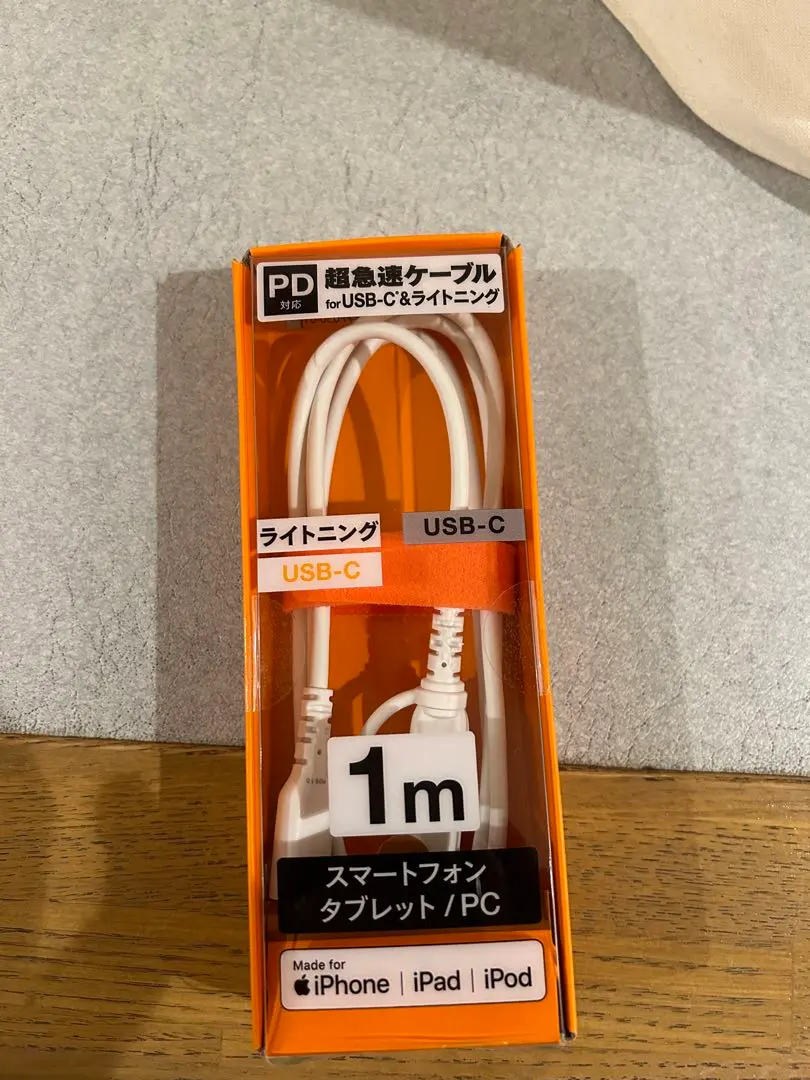 PD
対応
超急速ケーブル
for USB-C®&ライトニング
ライトニング
USB-C
USB-C
1m
スマートフォン
タブレット/PC
Made for
iPhone | iPad | iPod